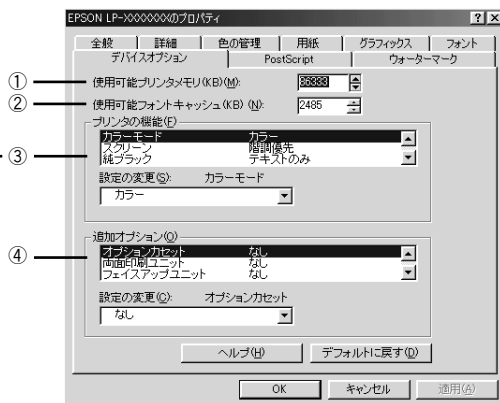 EPSON LP-XXXXXXXのプロパティ
全般 詳細 色の管理 用紙 グラフィックス フォント
デバイスオプション PostScript ウォーターマーク
① 使用可能プリンタメモリ(KB)(M): 36333
② 使用可能フォントキャッシュ(KB) (N): 2485
プリンタの機能(F)
カラーモード カラー
③ スクリーン 階調優先
純ブラック テキストのみ
設定の変更(S): カラーモード
カラー
追加オプション(O)
④ オプションカセット なし
両面印刷ユニット なし
フェイスアップユニット なし
設定の変更(C): オプションカセット
なし
ヘルプ(H) デフォルトに戻す(D)
OK キャンセル 適用(A)